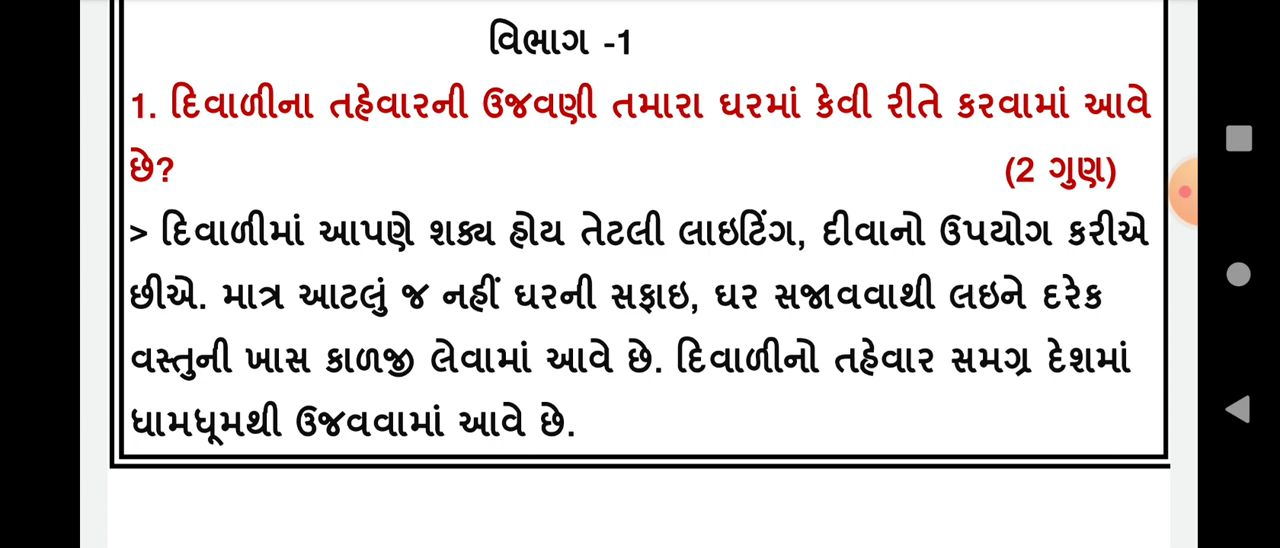 વિભાગ -1
1. દિવાળીના તહેવારની ઉજવણી તમારા ઘરમાં કેવી રીતે કરવામાં આવે
છે? (2 ગુણ)
> દિવાળીમાં આપણે શક્ય હોય તેટલી લાઇટિંગ, દીવાનો ઉપયોગ કરીએ
છીએ. માત્ર આટલું જ નહીં ઘરની સફાઇ, ઘર સજાવવાથી લઇને દરેક
વસ્તુની ખાસ કાળજી લેવામાં આવે છે. દિવાળીનો તહેવાર સમગ્ર દેશમાં
ધામધૂમથી ઉજવવામાં આવે છે.